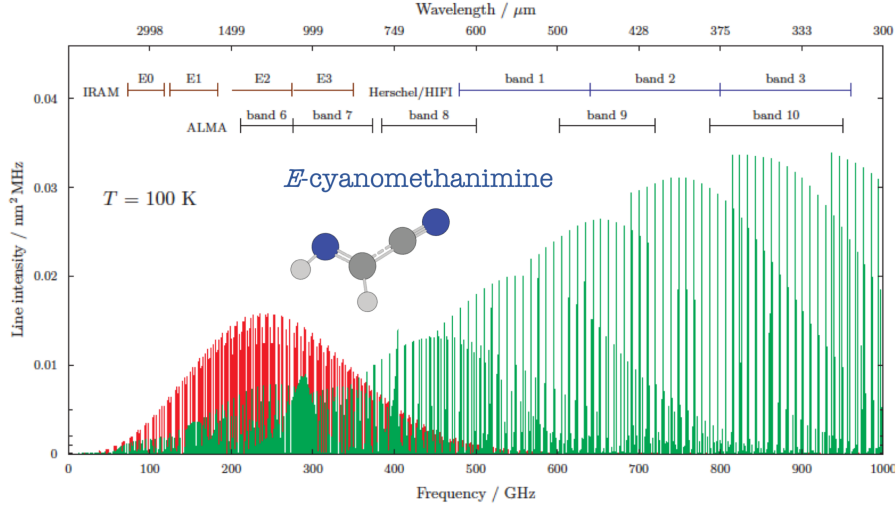 Wavelength / μm
2998 1499 999 749 600 500 428 375 333 300
IRAM E0 E1 E2 E3 Herschel/HIFI band 1 band 2 band 3
ALMA band 6 band 7 band 8 band 9 band 10
E-cyanomethanimine
T = 100 K
Line intensity / nm² MHz
0.04
0.03
0.02
0.01
0
0 100 200 300 400 500 600 700 800 900 1000
Frequency / GHz